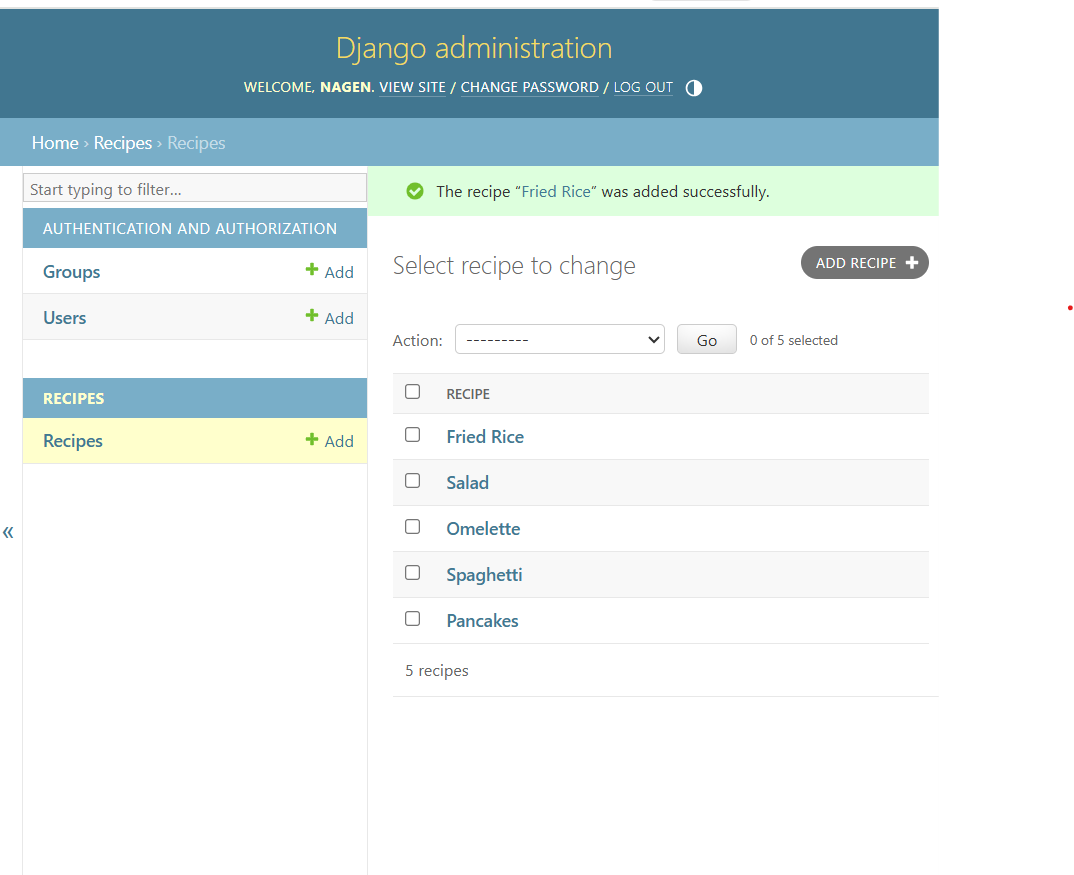 Django administration
WELCOME, NAGEN. VIEW SITE / CHANGE PASSWORD / LOG OUT
Home › Recipes › Recipes
Start typing to filter...
AUTHENTICATION AND AUTHORIZATION
Groups + Add
Users + Add
RECIPES
Recipes + Add
«
The recipe “Fried Rice” was added successfully.
Select recipe to change
ADD RECIPE +
Action: --------- Go 0 of 5 selected
RECIPE
Fried Rice
Salad
Omelette
Spaghetti
Pancakes
5 recipes